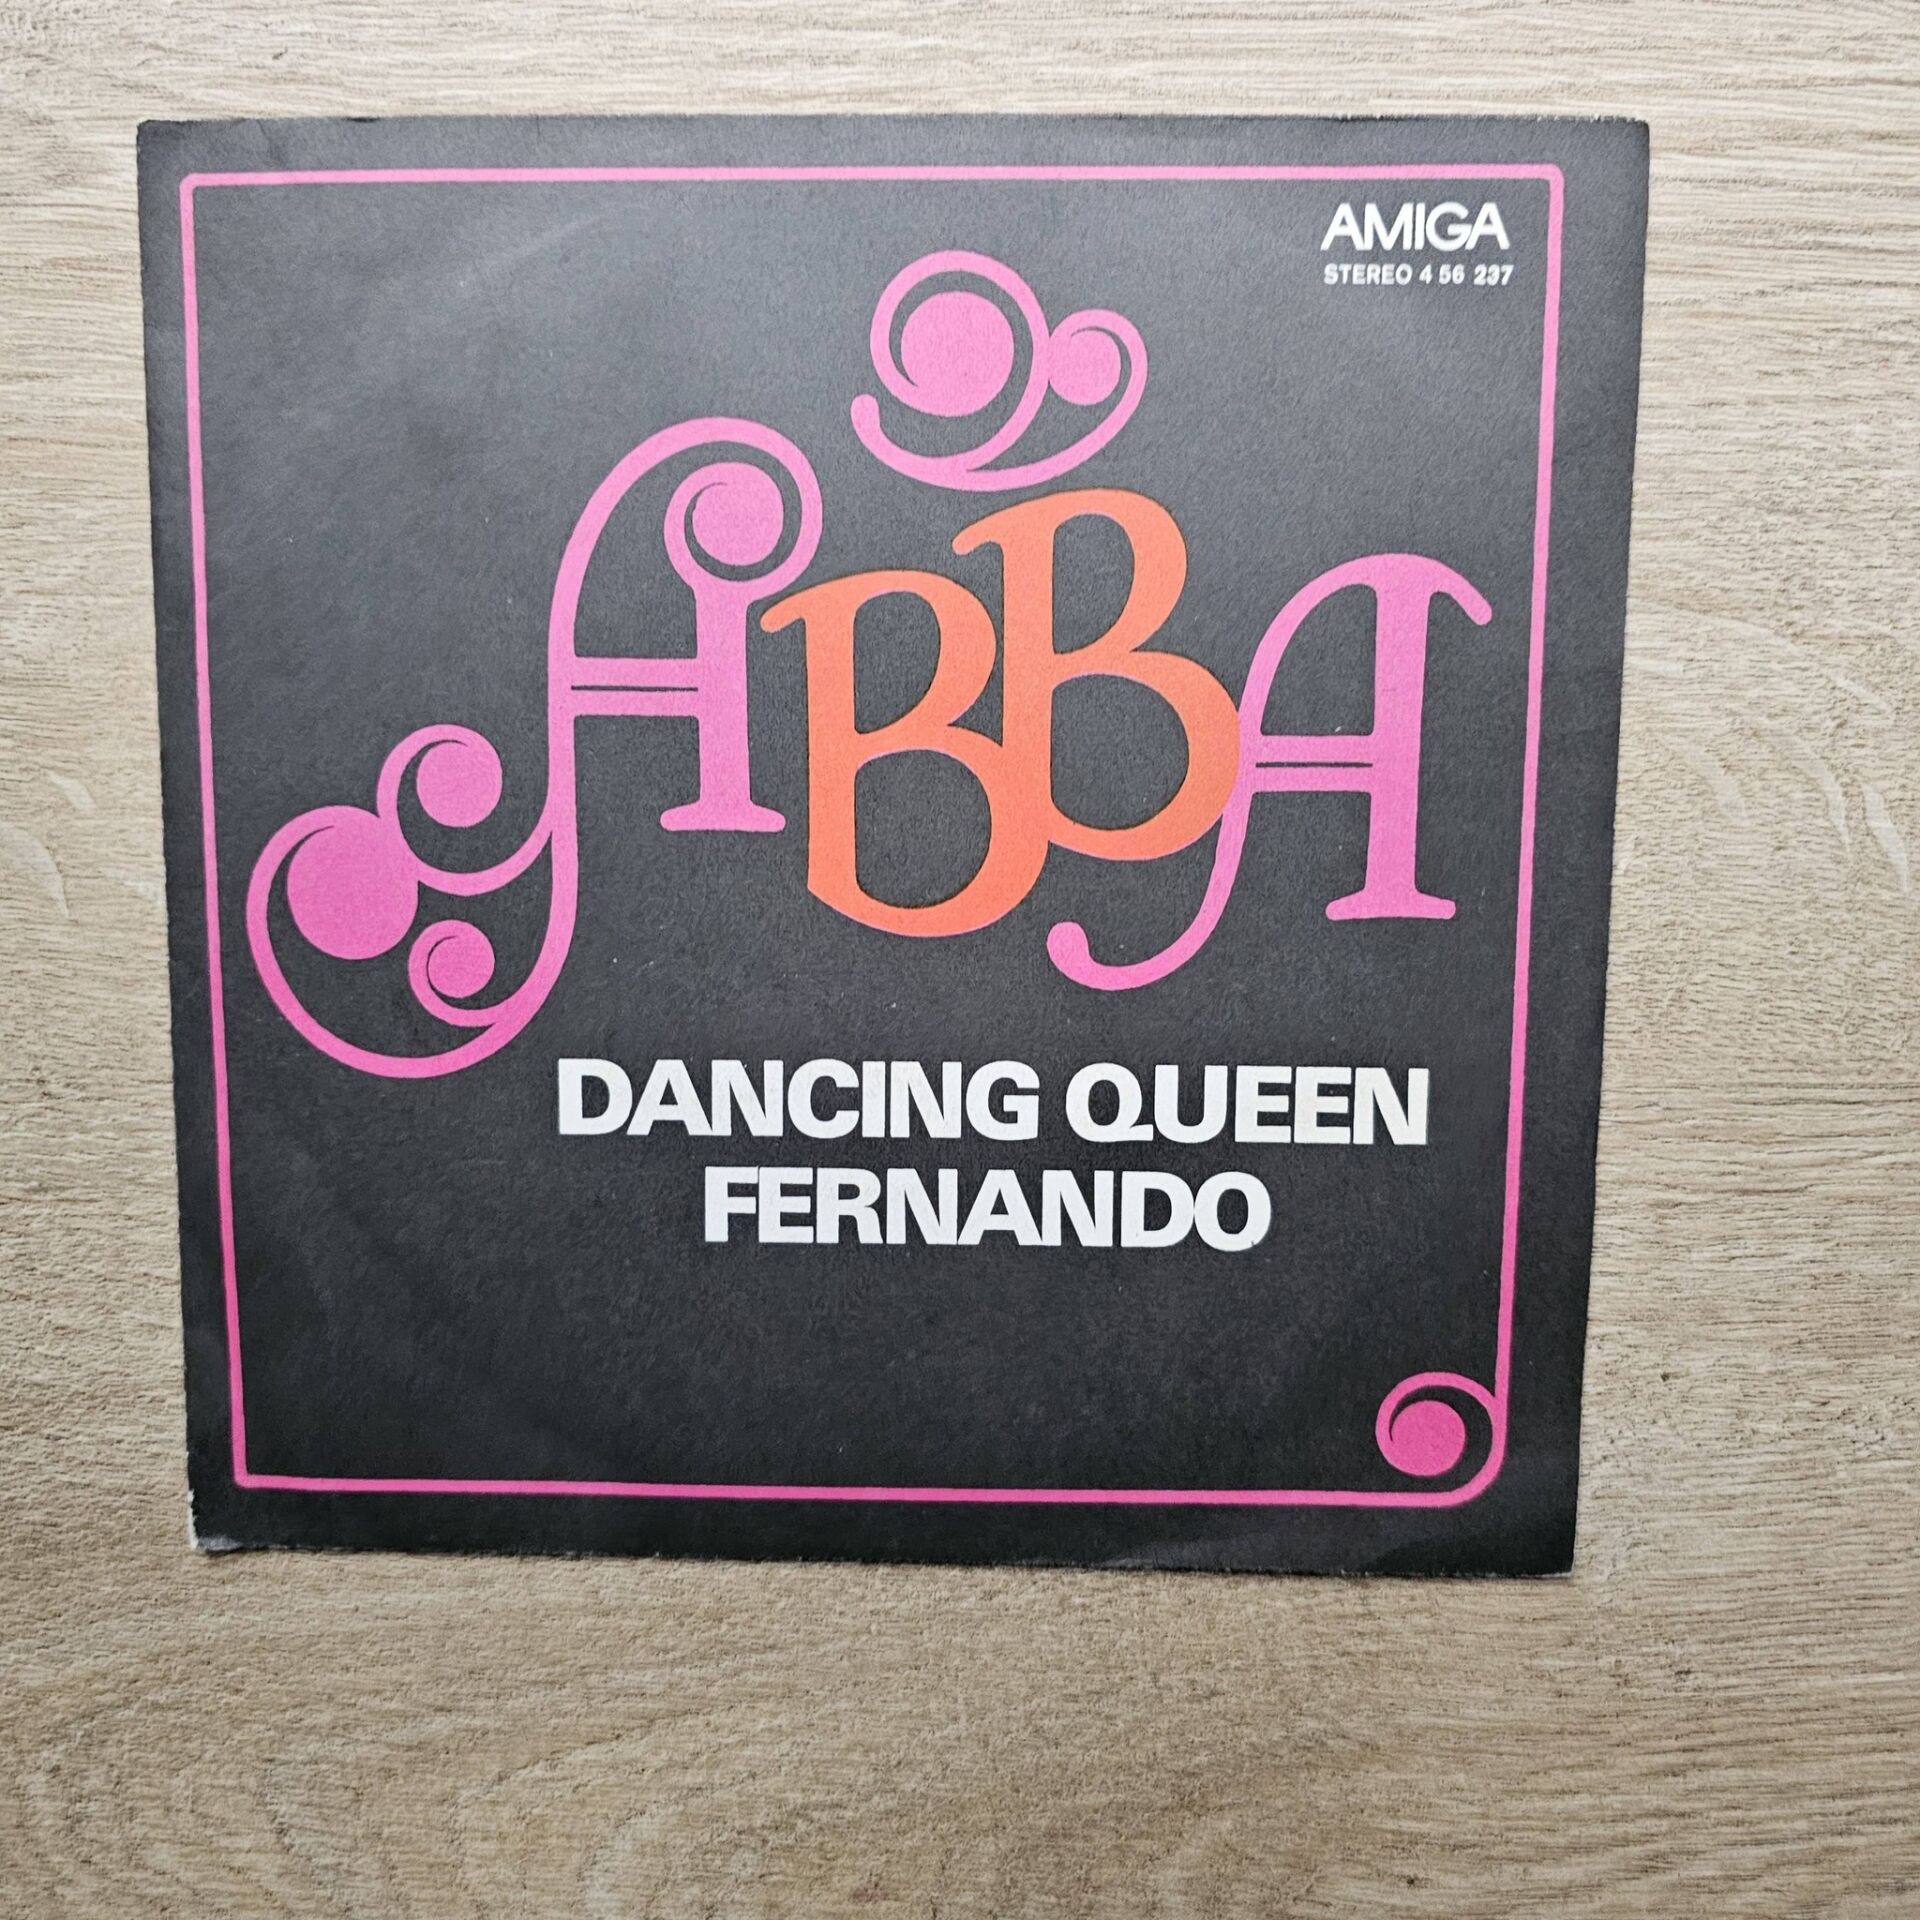 AMIGA
STEREO 4 56 237
ABBA
DANCING QUEEN
FERNANDO